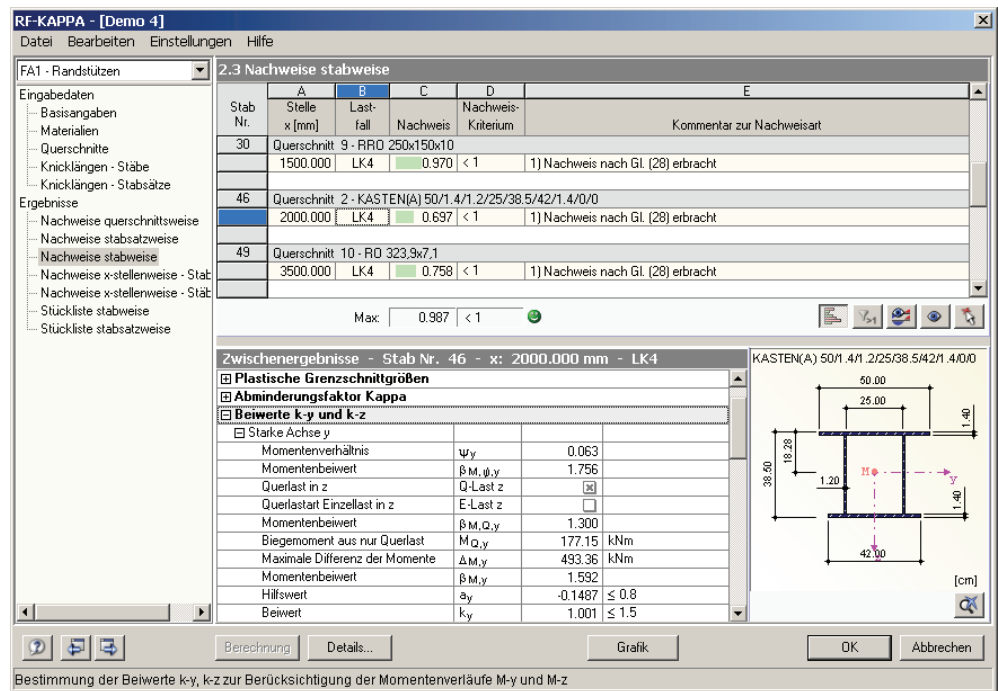 RF-KAPPA - [Demo 4]
Datei Bearbeiten Einstellungen Hilfe
FA1 - Randstützen
Eingabedaten
Basisangaben
Materialien
Querschnitte
Knicklängen - Stäbe
Knicklängen - Stabsätze
Ergebnisse
Nachweise querschnittsweise
Nachweise stabsatzweise
Nachweise stabweise
Nachweise x-stellenweise - Stab
Nachweise x-stellenweise - Stäb
Stückliste stabweise
Stückliste stabsatzweise
2.3 Nachweise stabweise
A B C D E
Stab Stelle Last- Nachweis-
Nr. x [mm] fall Nachweis Kriterium Kommentar zur Nachweisart
30 Querschnitt 9 - RRO 250x150x10
1500.000 LK4 0.970 < 1 1) Nachweis nach Gl. (28) erbracht
46 Querschnitt 2 - KASTEN(A) 50/1.4/1.2/25/38.5/42/1.4/0/0
2000.000 LK4 0.697 < 1 1) Nachweis nach Gl. (28) erbracht
49 Querschnitt 10 - RO 323,9x7,1
3500.000 LK4 0.758 < 1 1) Nachweis nach Gl. (28) erbracht
Max: 0.987 < 1
Zwischenergebnisse - Stab Nr. 46 - x: 2000.000 mm - LK4
Plastische Grenzschnittgrößen
Abminderungsfaktor Kappa
Beiwerte k-y und k-z
Starke Achse y
Momentenverhältnis ψy 0.063
Momentenbeiwert βM,ψ,y 1.756
Querlast in z Q-Last z
Querlastart Einzellast in z E-Last z
Momentenbeiwert βM,Q,y 1.300
Biegemoment aus nur Querlast MQ,y 177.15 kNm
Maximale Differenz der Momente ΔM,y 493.36 kNm
Momentenbeiwert βM,y 1.592
Hilfswert ay -0.1487 ≤ 0.8
Beiwert ky 1.001 ≤ 1.5
KASTEN(A) 50/1.4/1.2/25/38.5/42/1.4/0/0
50.00
25.00
1.40
18.28
38.50
1.20
M
y
1.40
z
42.00
[cm]
Berechnung Details... Grafik OK Abbrechen
Bestimmung der Beiwerte k-y, k-z zur Berücksichtigung der Momentenverläufe M-y und M-z